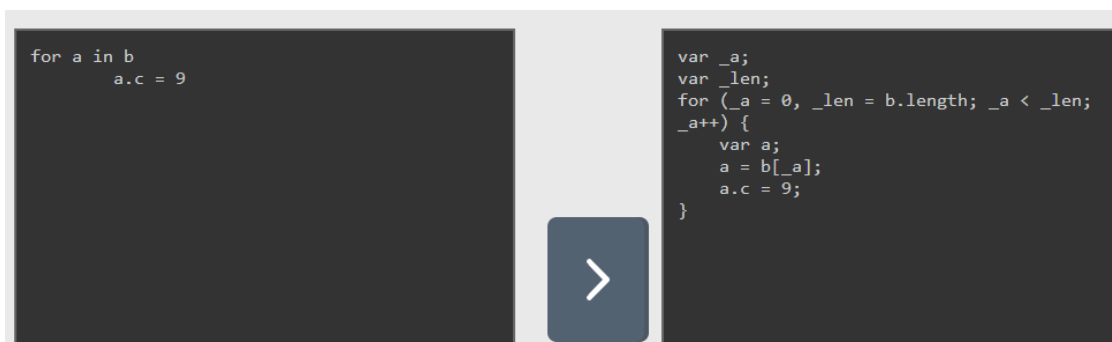 for a in b
        a.c = 9
var _a;
var _len;
for (_a = 0, _len = b.length; _a < _len;
_a++) {
    var a;
    a = b[_a];
    a.c = 9;
}